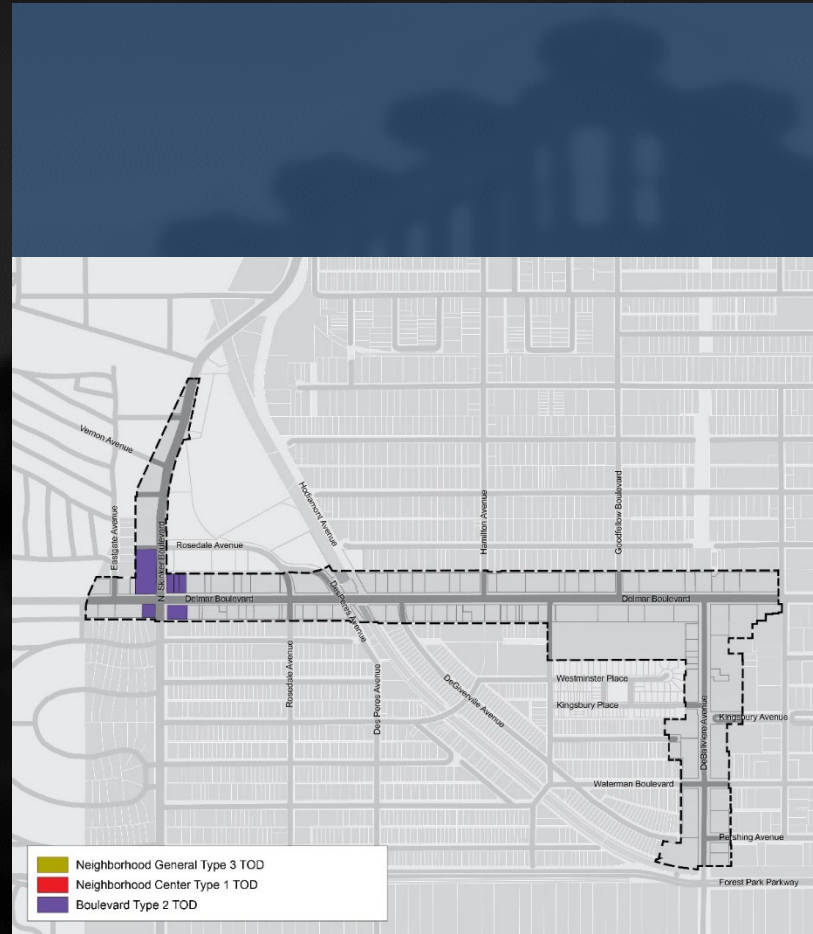 Vernon Avenue
Eastgate Avenue
N. Skinker Boulevard
Rosedale Avenue
Hodiamont Avenue
Hamilton Avenue
Goodfellow Boulevard
Delmar Boulevard
Des Peres Avenue
Delmar Boulevard
Rosedale Avenue
Des Peres Avenue
DeGiverville Avenue
Westminster Place
Kingsbury Place
DeBaliviere Avenue
Kingsbury Avenue
Waterman Boulevard
Pershing Avenue
Forest Park Parkway
Neighborhood General Type 3 TOD
Neighborhood Center Type 1 TOD
Boulevard Type 2 TOD